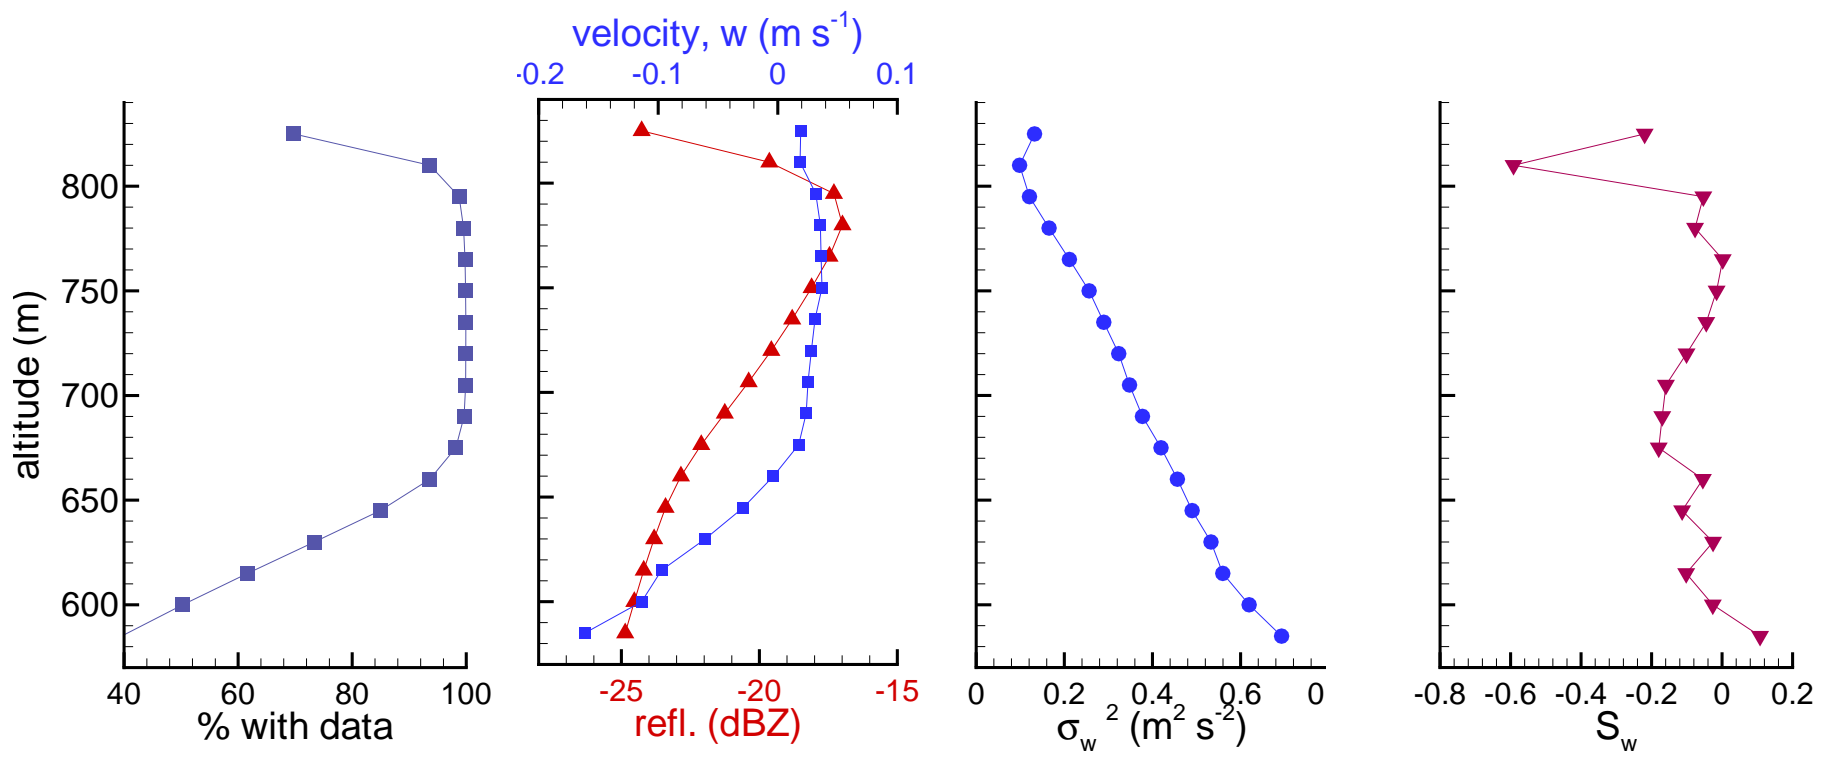 velocity, w (m s⁻¹)
-0.2 -0.1 0 0.1
altitude (m)
800
750
700
650
600
40 60 80 100
% with data
-25 -20 -15
refl. (dBZ)
0 0.2 0.4 0.6 0
σw² (m² s⁻²)
-0.8 -0.6 -0.4 -0.2 0 0.2
Sw